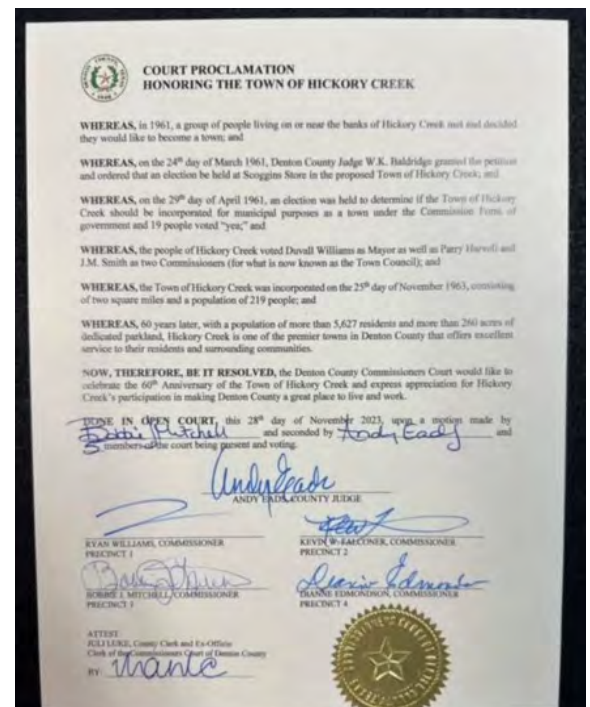 COURT PROCLAMATION
HONORING THE TOWN OF HICKORY CREEK
WHEREAS, in 1961, a group of people living on or near the banks of Hickory Creek met and decided
they would like to become a town; and
WHEREAS, on the 24th day of March 1961, Denton County Judge W.K. Baldridge granted the petition
and ordered that an election be held at Scoggins Store in the proposed Town of Hickory Creek; and
WHEREAS, on the 29th day of April 1961, an election was held to determine if the Town of Hickory
Creek should be incorporated for municipal purposes as a town under the Commission Form of
government and 19 people voted "yea;" and
WHEREAS, the people of Hickory Creek voted Duvall Williams as Mayor as well as Parry
J.M. Smith as two Commissioners (for what is now known as the Town Council); and
WHEREAS, the Town of Hickory Creek was incorporated on the 25th day of November 1963, consisting
of two square miles and a population of 219 people; and
WHEREAS, 60 years later, with a population of more than 5,627 residents and more than 260 acres of
dedicated parkland, Hickory Creek is one of the premier towns in Denton County that offers excellent
service to their residents and surrounding communities.
NOW, THEREFORE, BE IT RESOLVED, the Denton County Commissioners Court would like to
celebrate the 60th Anniversary of the Town of Hickory Creek and express appreciation for Hickory
Creek's participation in making Denton County a great place to live and work.
DONE IN OPEN COURT, this 28th day of November 2023, upon a motion made by
Bobbie Mitchell and seconded by Andy Eads and
5 members of the court being present and voting.
Andy Eads
ANDY EADS, COUNTY JUDGE
RYAN WILLIAMS, COMMISSIONER
PRECINCT 1
KEVIN W. FALCONER, COMMISSIONER
PRECINCT 2
BOBBIE J. MITCHELL, COMMISSIONER
PRECINCT 3
Dianne Edmondson
DIANNE EDMONDSON, COMMISSIONER
PRECINCT 4
ATTEST:
JULI LUKE, County Clerk and Ex-Officio
Clerk of the Commissioners Court of Denton County
BY: